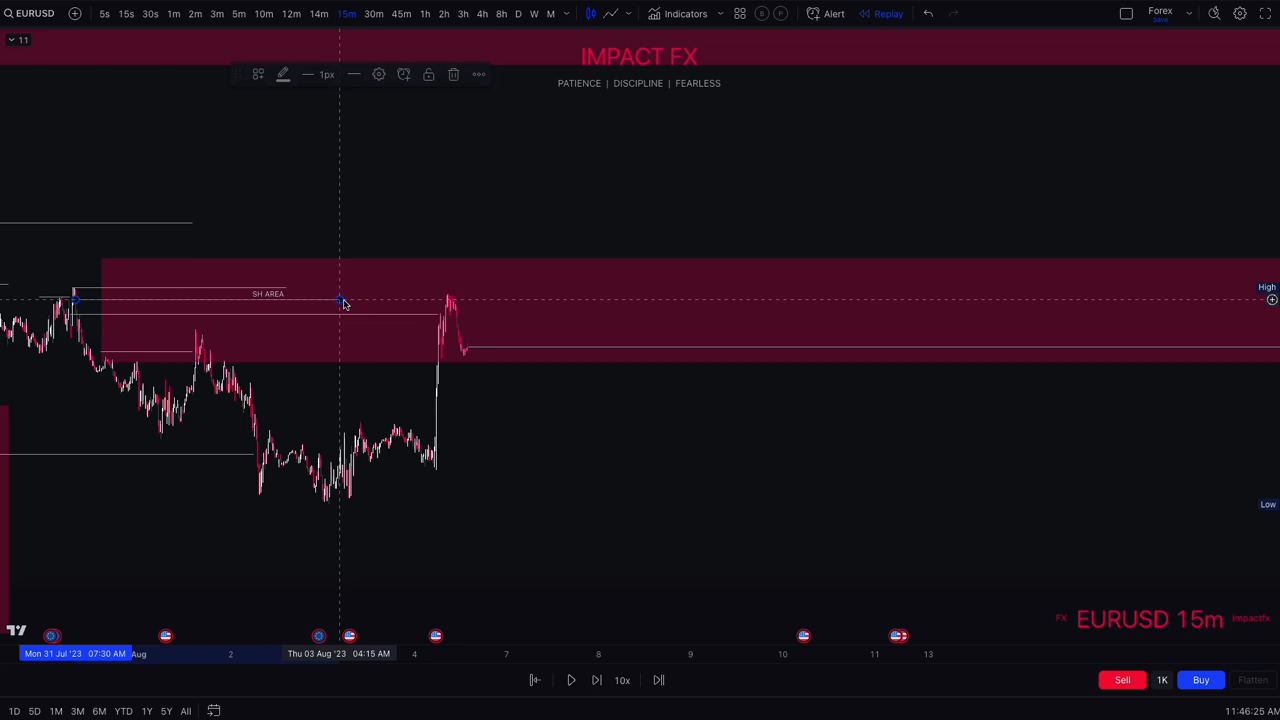 EURUSD 5s 15s 30s 1m 2m 3m 5m 10m 12m 14m 15m 30m 45m 1h 2h 3h 4h 8h D W M Indicators Alert Replay Forex
Save
11
IMPACT FX
1px
PATIENCE | DISCIPLINE | FEARLESS
High
SH AREA
Low
FX EURUSD 15m impactfx
Mon 31 Jul '23 07:30 AM Aug 2 Thu 03 Aug '23 04:15 AM 4 7 8 9 10 11 13
10x Sell 1K Buy Flatten
1D 5D 1M 3M 6M YTD 1Y 5Y All 11:46:25 AM